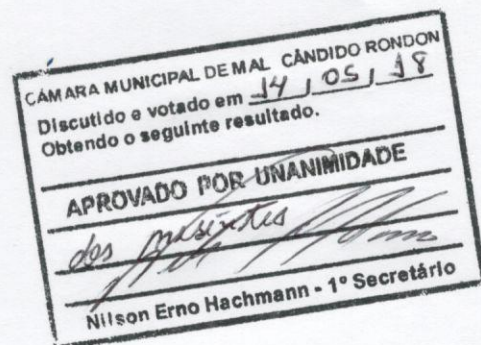 CÂMARA MUNICIPAL DE MAL CÂNDIDO RONDON
Discutido e votado em 14 / 05 / 18
Obtendo o seguinte resultado.
APROVADO POR UNANIMIDADE
dos presentes
Nilson Erno Hachmann - 1º Secretário